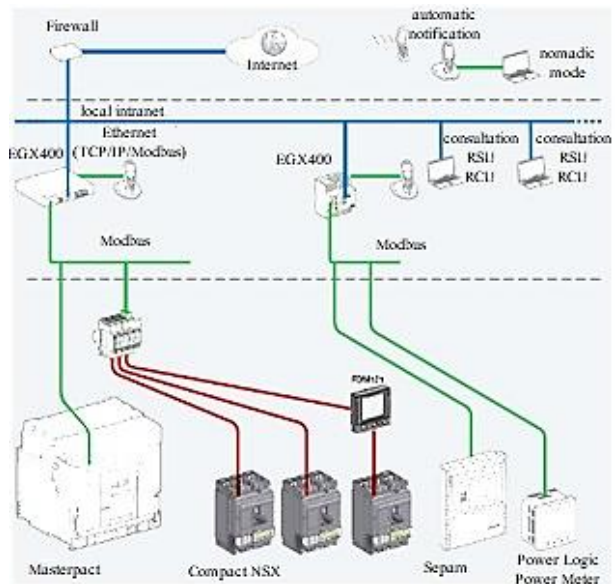 automatic
notification
Firewall
Internet
nomadic
mode
local intranet
Ethernet
(TCP/IP/Modbus)
EGX400
EGX400
consultation
RSU
RCU
consultation
RSU
RCU
Modbus
Modbus
FDM121
Masterpact
Compact NSX
Sepam
Power Logic
Power Meter